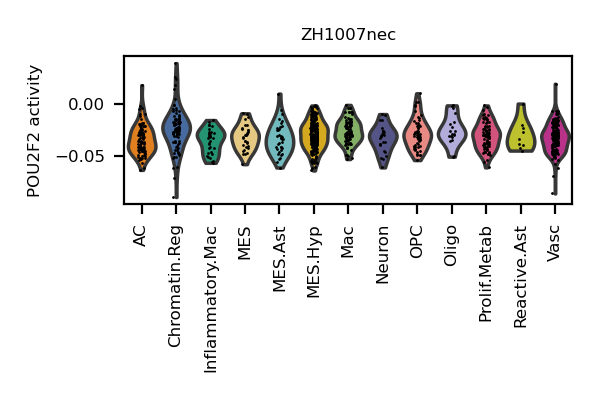 ZH1007nec
POU2F2 activity
0.00
−0.05
AC
Chromatin.Reg
Inflammatory.Mac
MES
MES.Ast
MES.Hyp
Mac
Neuron
OPC
Oligo
Prolif.Metab
Reactive.Ast
Vasc